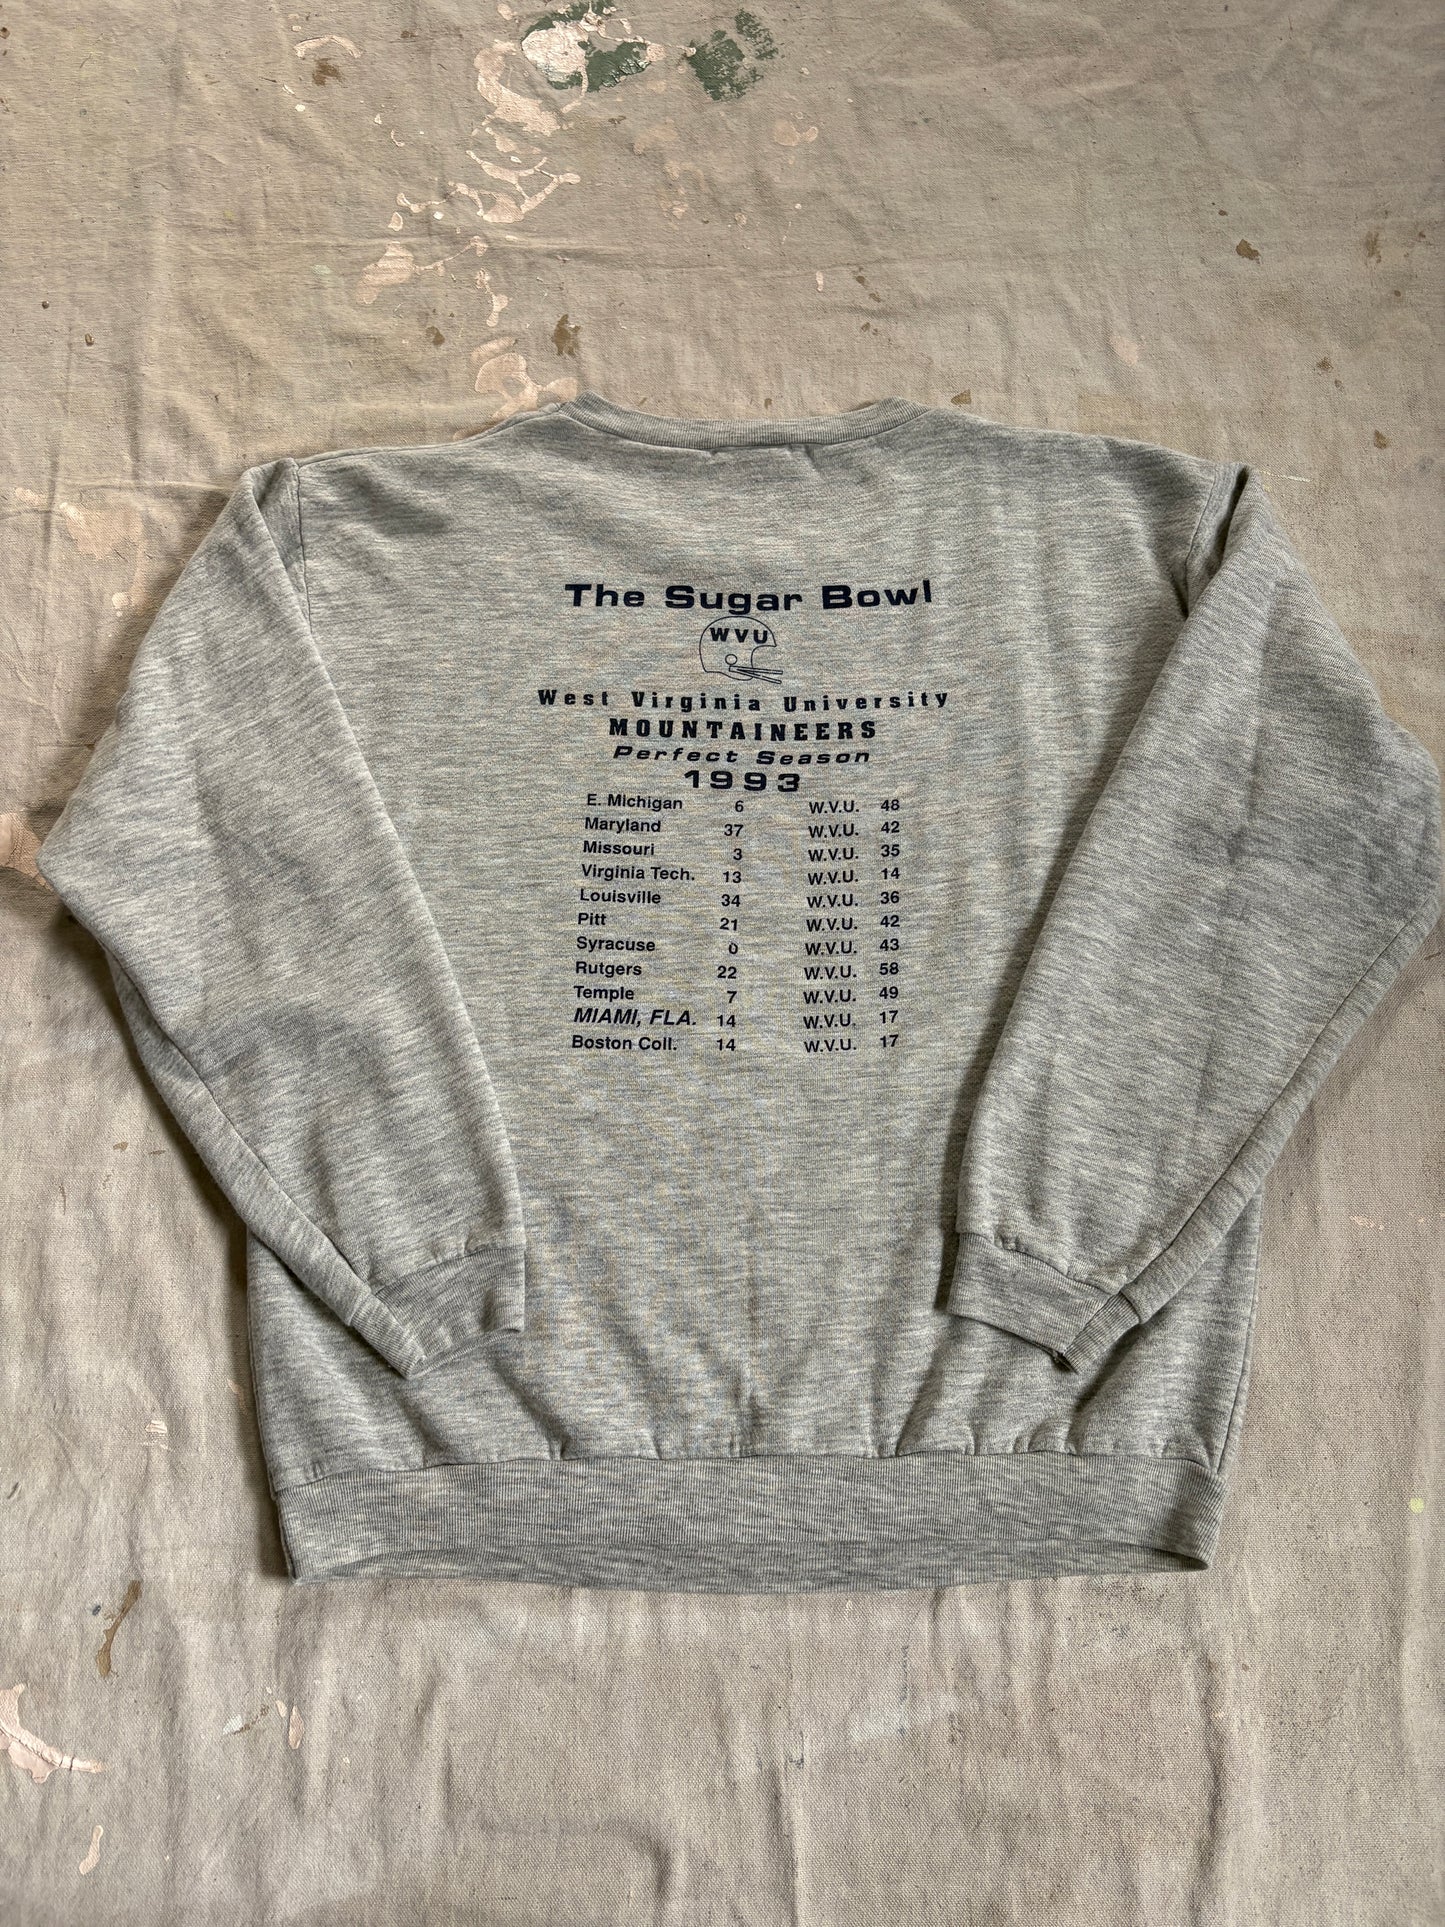 The Sugar Bowl
WVU
West Virginia University
MOUNTAINEERS
Perfect Season
1993
E. Michigan 6 W.V.U. 48
Maryland 37 W.V.U. 42
Missouri 3 W.V.U. 35
Virginia Tech. 13 W.V.U. 14
Louisville 34 W.V.U. 36
Pitt 21 W.V.U. 42
Syracuse 0 W.V.U. 43
Rutgers 22 W.V.U. 58
Temple 7 W.V.U. 49
MIAMI, FLA. 14 W.V.U. 17
Boston Coll. 14 W.V.U. 17